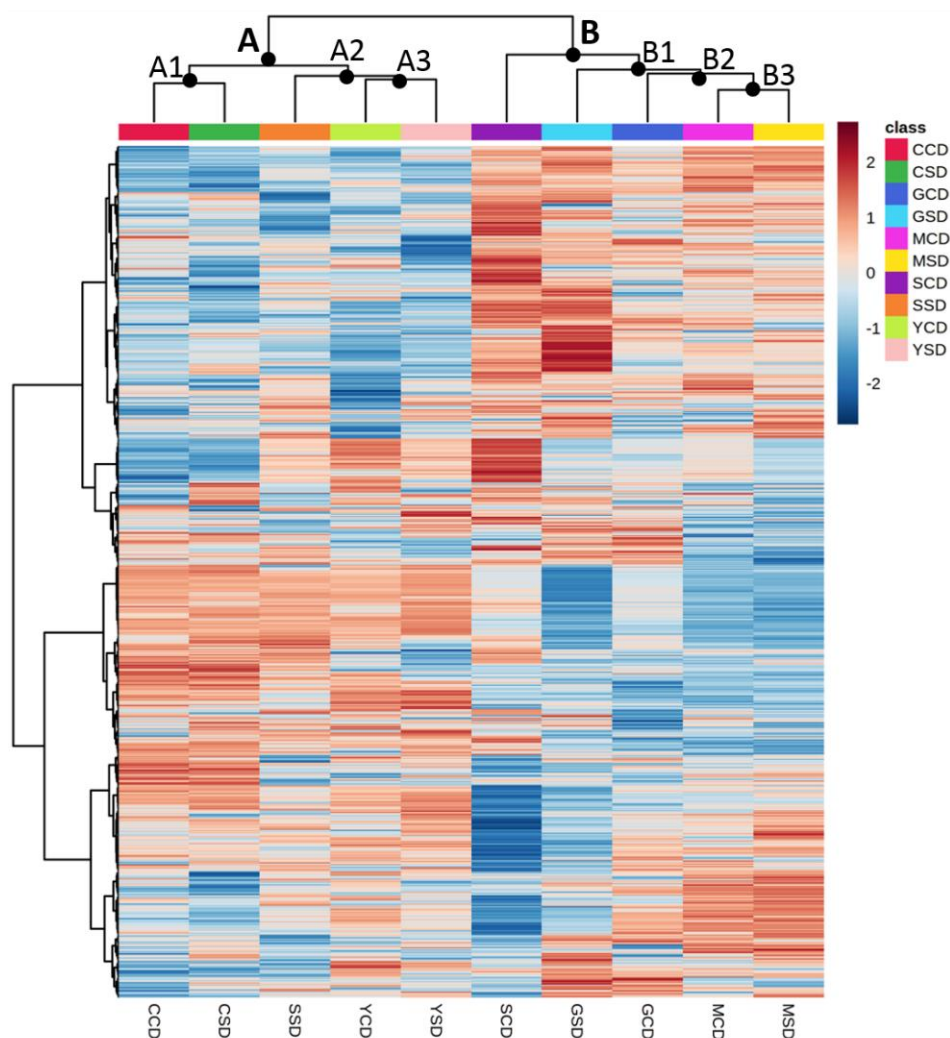 A
B
A1
A2
A3
B1
B2
B3
class
CCD
CSD
GCD
GSD
MCD
MSD
SCD
SSD
YCD
YSD
2
1
0
-1
-2
CCD
CSD
SSD
YCD
YSD
SCD
GSD
GCD
MCD
MSD